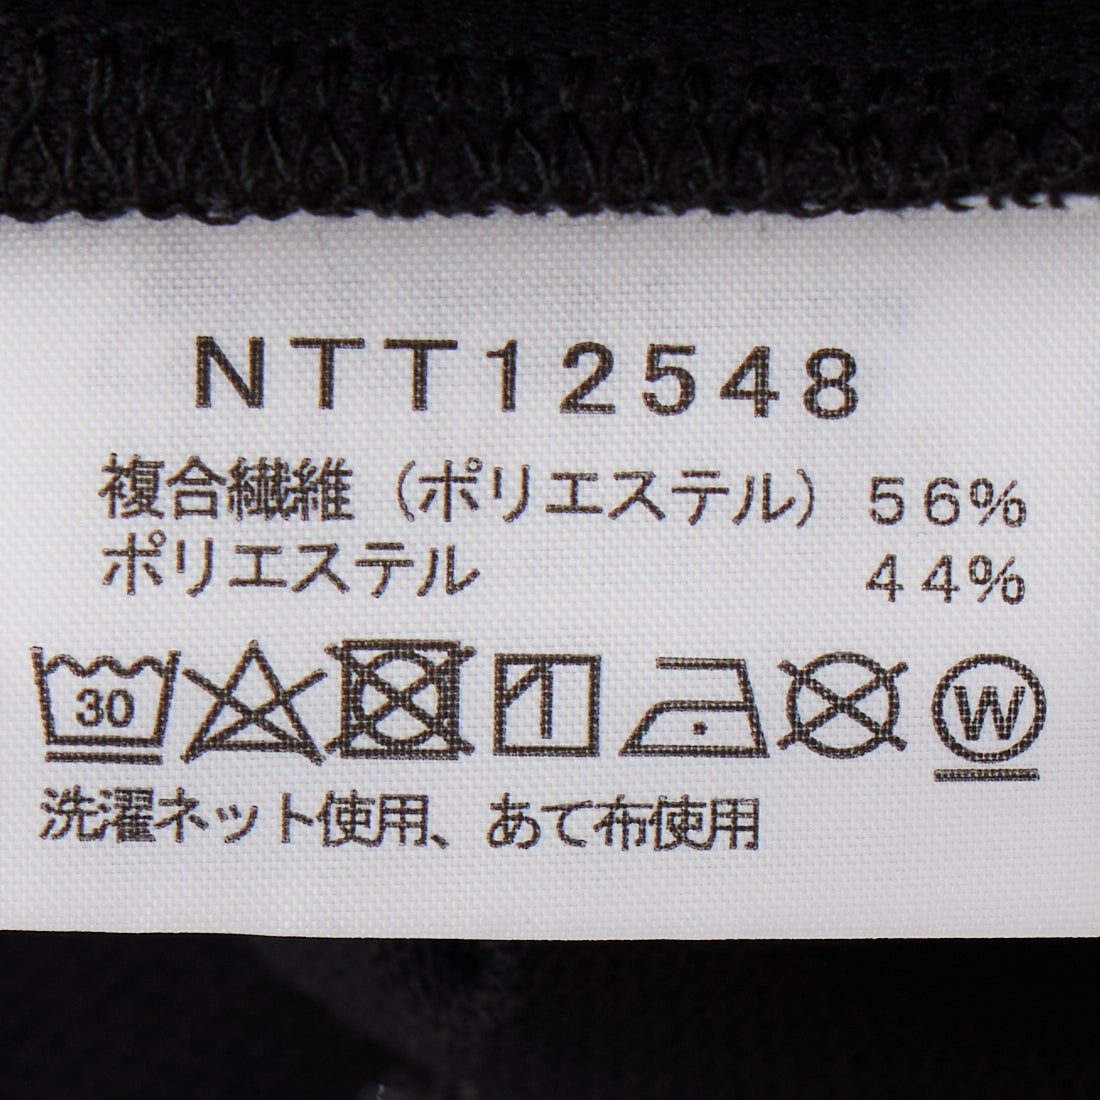 NTT12548
複合繊維（ポリエステル） 56%
ポリエステル 44%
30 W
洗濯ネット使用、あて布使用